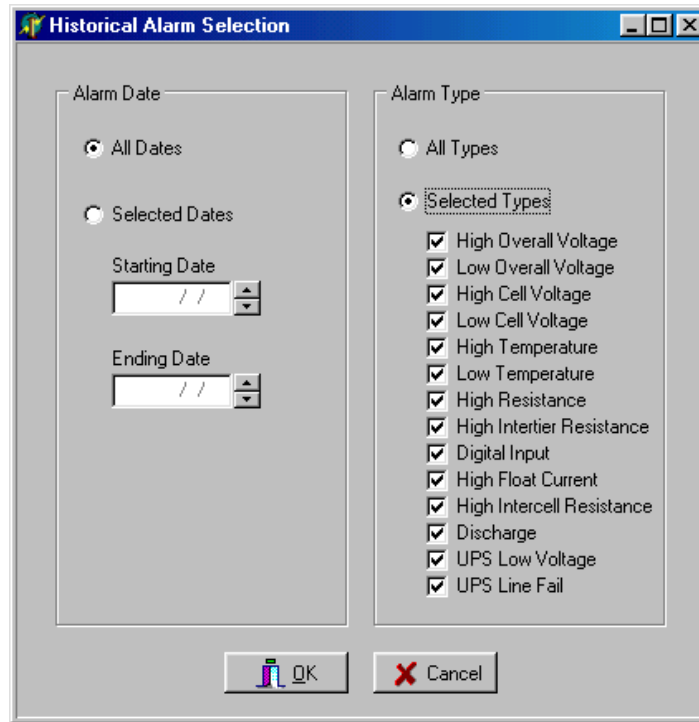 Historical Alarm Selection
Alarm Date
All Dates
Selected Dates
Starting Date
/ /
Ending Date
/ /
Alarm Type
All Types
Selected Types
High Overall Voltage
Low Overall Voltage
High Cell Voltage
Low Cell Voltage
High Temperature
Low Temperature
High Resistance
High Intertier Resistance
Digital Input
High Float Current
High Intercell Resistance
Discharge
UPS Low Voltage
UPS Line Fail
OK
Cancel